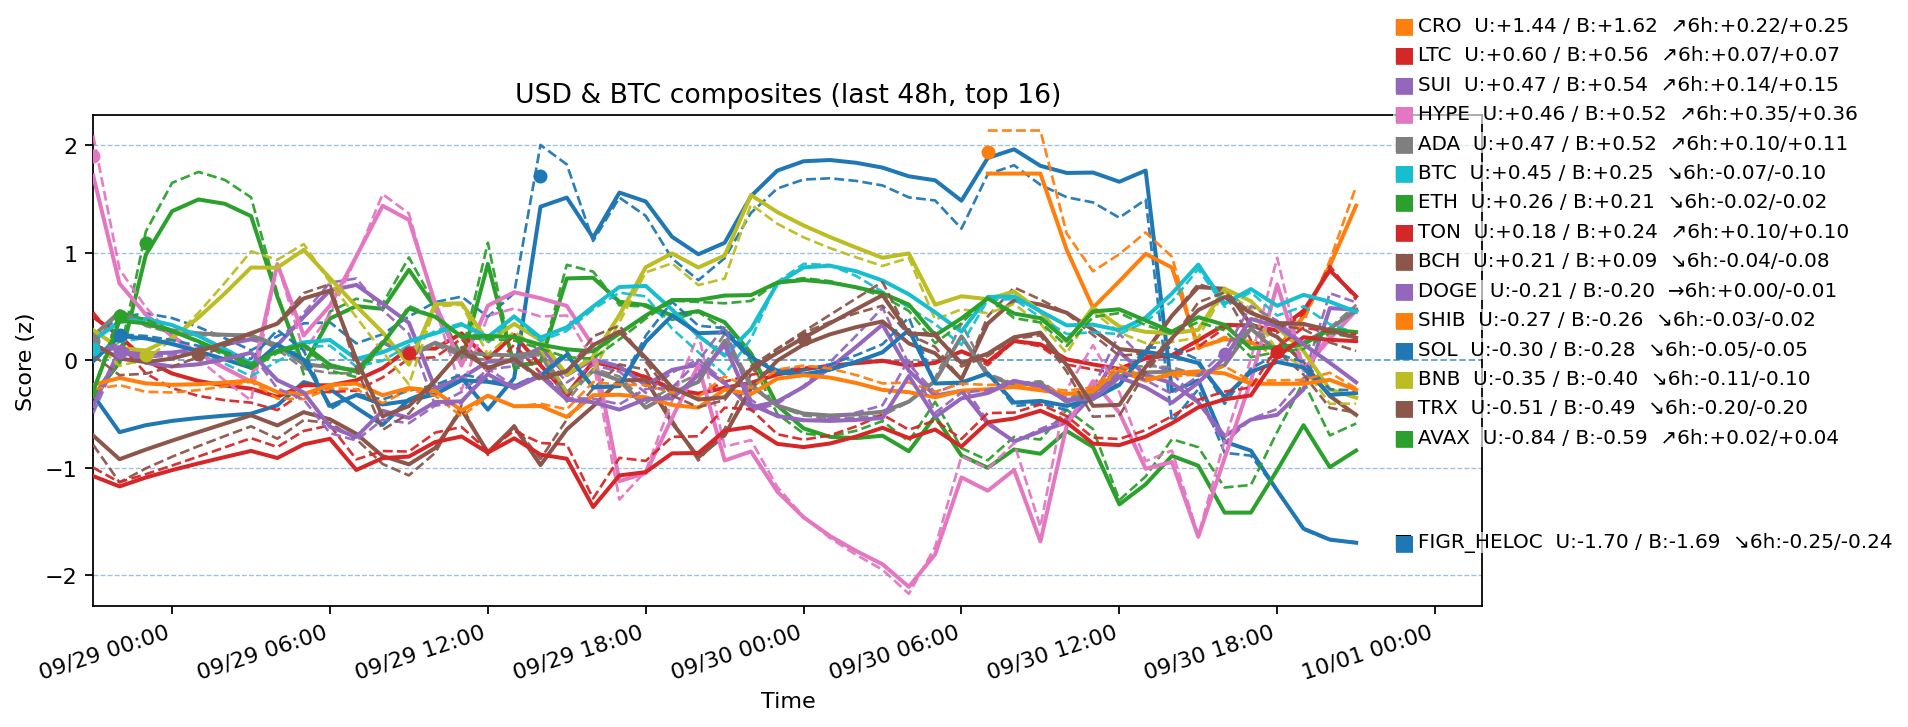 CRO  U:+1.44 / B:+1.62  ↗6h:+0.22/+0.25
LTC  U:+0.60 / B:+0.56  ↗6h:+0.07/+0.07
SUI  U:+0.47 / B:+0.54  ↗6h:+0.14/+0.15
HYPE  U:+0.46 / B:+0.52  ↗6h:+0.35/+0.36
ADA  U:+0.47 / B:+0.52  ↗6h:+0.10/+0.11
BTC  U:+0.45 / B:+0.25  ↘6h:-0.07/-0.10
ETH  U:+0.26 / B:+0.21  ↘6h:-0.02/-0.02
TON  U:+0.18 / B:+0.24  ↗6h:+0.10/+0.10
BCH  U:+0.21 / B:+0.09  ↘6h:-0.04/-0.08
DOGE  U:-0.21 / B:-0.20  →6h:+0.00/-0.01
SHIB  U:-0.27 / B:-0.26  ↘6h:-0.03/-0.02
SOL  U:-0.30 / B:-0.28  ↘6h:-0.05/-0.05
BNB  U:-0.35 / B:-0.40  ↘6h:-0.11/-0.10
TRX  U:-0.51 / B:-0.49  ↘6h:-0.20/-0.20
AVAX  U:-0.84 / B:-0.59  ↗6h:+0.02/+0.04
FIGR_HELOC  U:-1.70 / B:-1.69  ↘6h:-0.25/-0.24
USD & BTC composites (last 48h, top 16)
Score (z)
2
1
0
−1
−2
09/29 00:00
09/29 06:00
09/29 12:00
09/29 18:00
09/30 00:00
09/30 06:00
09/30 12:00
09/30 18:00
10/01 00:00
Time